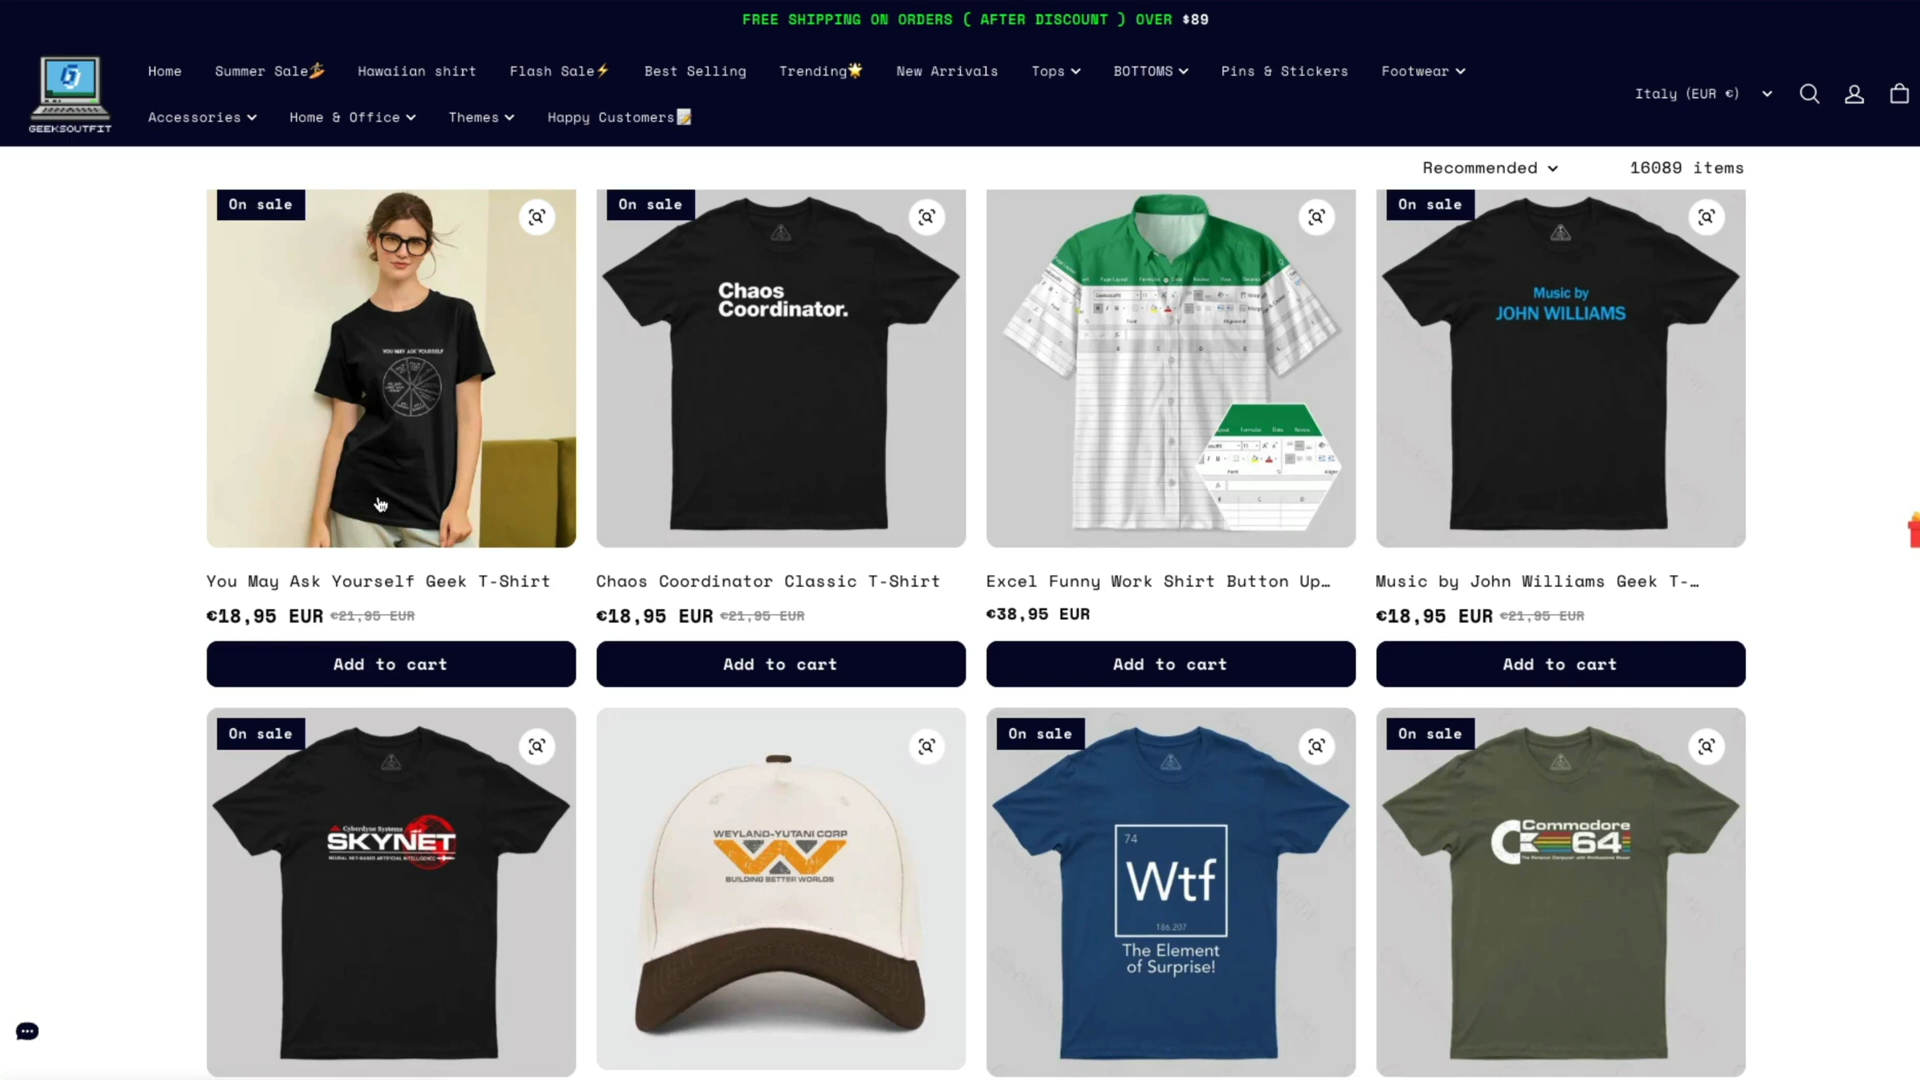 FREE SHIPPING ON ORDERS ( AFTER DISCOUNT ) OVER $89
GEEKSOUTFIT
Home Summer Sale🏄 Hawaiian shirt Flash Sale⚡ Best Selling Trending🌟 New Arrivals Tops BOTTOMS Pins & Stickers Footwear
Accessories Home & Office Themes Happy Customers📝
Italy (EUR €)
Recommended 16089 items
On sale
YOU MAY ASK YOURSELF
On sale
Chaos
Coordinator.
On sale
Music by
JOHN WILLIAMS
You May Ask Yourself Geek T-Shirt
€18,95 EUR €21,95 EUR
Add to cart
Chaos Coordinator Classic T-Shirt
€18,95 EUR €21,95 EUR
Add to cart
Excel Funny Work Shirt Button Up…
€38,95 EUR
Add to cart
Music by John Williams Geek T-…
€18,95 EUR €21,95 EUR
Add to cart
On sale
Cyberdyne Systems
SKYNET
NEURAL NET-BASED ARTIFICIAL INTELLIGENCE
WEYLAND-YUTANI CORP
BUILDING BETTER WORLDS
On sale
74
Wtf
186.207
The Element
of Surprise!
On sale
Commodore
64